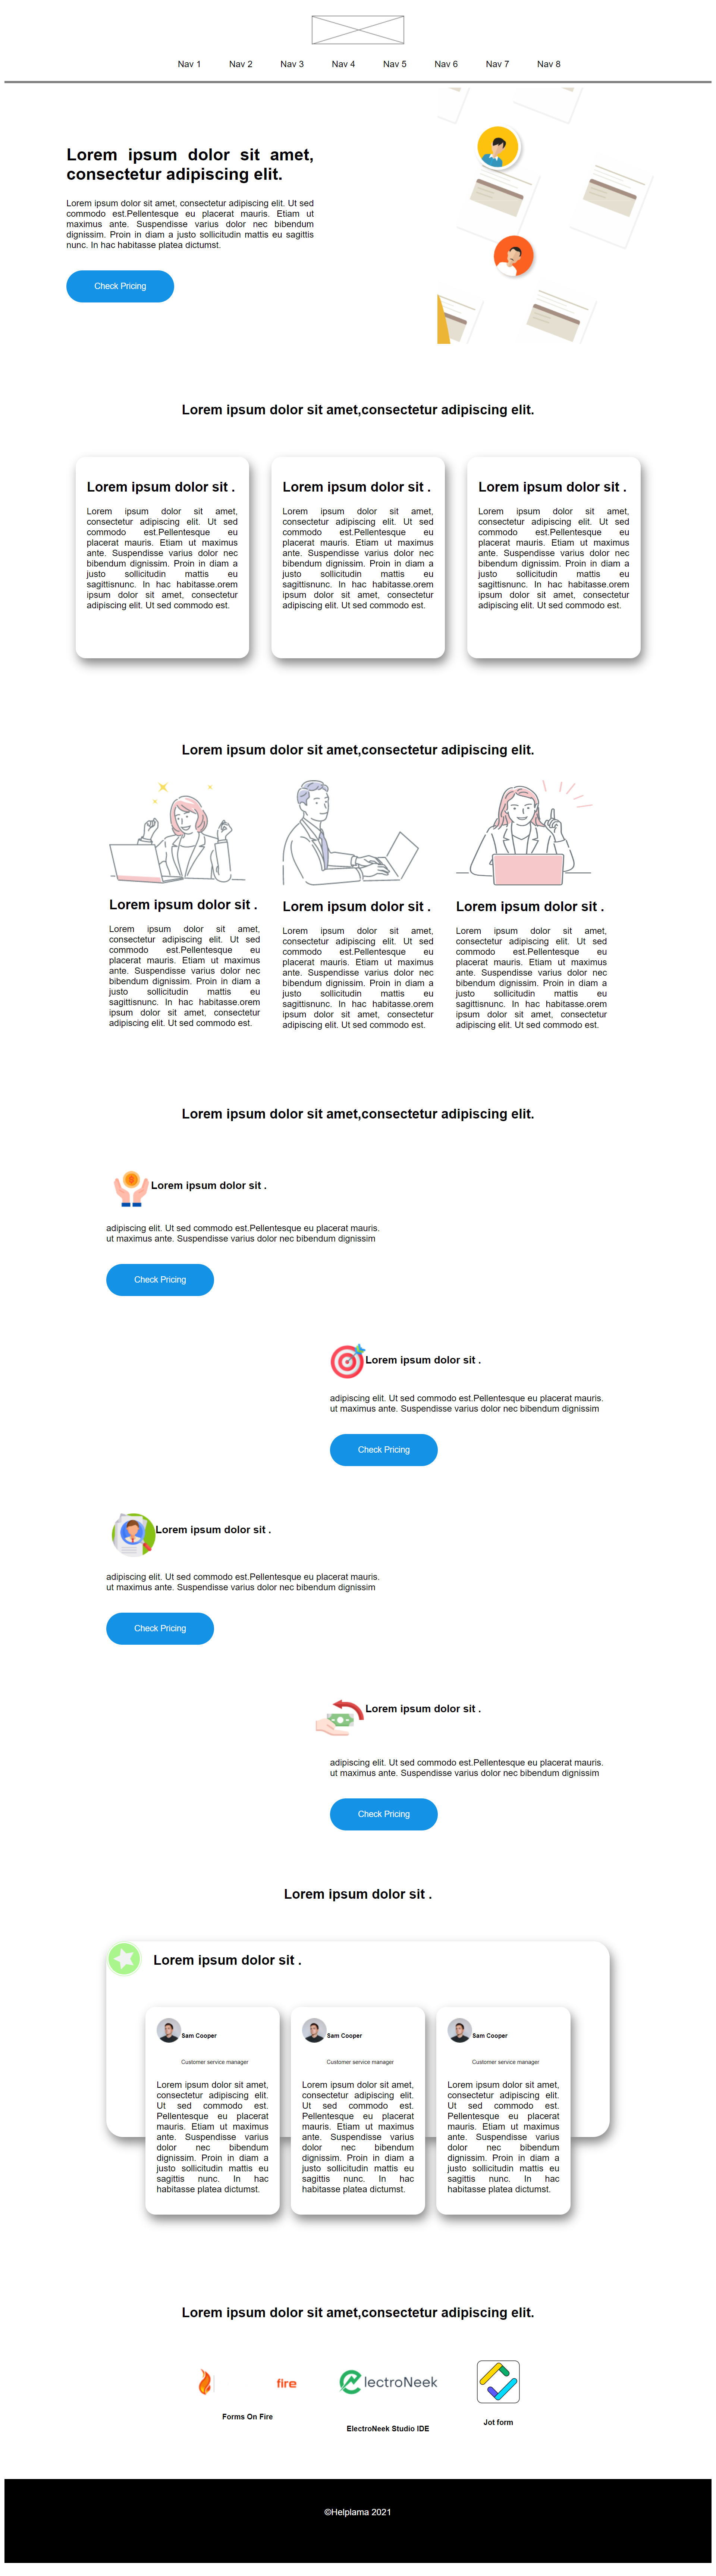 Nav 1 Nav 2 Nav 3 Nav 4 Nav 5 Nav 6 Nav 7 Nav 8
Lorem ipsum dolor sit amet,
consectetur adipiscing elit.
Lorem ipsum dolor sit amet, consectetur adipiscing elit. Ut sed
commodo est.Pellentesque eu placerat mauris. Etiam ut
maximus ante. Suspendisse varius dolor nec bibendum
dignissim. Proin in diam a justo sollicitudin mattis eu sagittis
nunc. In hac habitasse platea dictumst.
Check Pricing
Lorem ipsum dolor sit amet,consectetur adipiscing elit.
Lorem ipsum dolor sit .
Lorem ipsum dolor sit amet,
consectetur adipiscing elit. Ut sed
commodo est.Pellentesque eu
placerat mauris. Etiam ut maximus
ante. Suspendisse varius dolor nec
bibendum dignissim. Proin in diam a
justo sollicitudin mattis eu
sagittisnunc. In hac habitasse.orem
ipsum dolor sit amet, consectetur
adipiscing elit. Ut sed commodo est.
Lorem ipsum dolor sit .
Lorem ipsum dolor sit amet,
consectetur adipiscing elit. Ut sed
commodo est.Pellentesque eu
placerat mauris. Etiam ut maximus
ante. Suspendisse varius dolor nec
bibendum dignissim. Proin in diam a
justo sollicitudin mattis eu
sagittisnunc. In hac habitasse.orem
ipsum dolor sit amet, consectetur
adipiscing elit. Ut sed commodo est.
Lorem ipsum dolor sit .
Lorem ipsum dolor sit amet,
consectetur adipiscing elit. Ut sed
commodo est.Pellentesque eu
placerat mauris. Etiam ut maximus
ante. Suspendisse varius dolor nec
bibendum dignissim. Proin in diam a
justo sollicitudin mattis eu
sagittisnunc. In hac habitasse.orem
ipsum dolor sit amet, consectetur
adipiscing elit. Ut sed commodo est.
Lorem ipsum dolor sit amet,consectetur adipiscing elit.
Lorem ipsum dolor sit .
Lorem ipsum dolor sit amet,
consectetur adipiscing elit. Ut sed
commodo est.Pellentesque eu
placerat mauris. Etiam ut maximus
ante. Suspendisse varius dolor nec
bibendum dignissim. Proin in diam a
justo sollicitudin mattis eu
sagittisnunc. In hac habitasse.orem
ipsum dolor sit amet, consectetur
adipiscing elit. Ut sed commodo est.
Lorem ipsum dolor sit .
Lorem ipsum dolor sit amet,
consectetur adipiscing elit. Ut sed
commodo est.Pellentesque eu
placerat mauris. Etiam ut maximus
ante. Suspendisse varius dolor nec
bibendum dignissim. Proin in diam a
justo sollicitudin mattis eu
sagittisnunc. In hac habitasse.orem
ipsum dolor sit amet, consectetur
adipiscing elit. Ut sed commodo est.
Lorem ipsum dolor sit .
Lorem ipsum dolor sit amet,
consectetur adipiscing elit. Ut sed
commodo est.Pellentesque eu
placerat mauris. Etiam ut maximus
ante. Suspendisse varius dolor nec
bibendum dignissim. Proin in diam a
justo sollicitudin mattis eu
sagittisnunc. In hac habitasse.orem
ipsum dolor sit amet, consectetur
adipiscing elit. Ut sed commodo est.
Lorem ipsum dolor sit amet,consectetur adipiscing elit.
Lorem ipsum dolor sit .
adipiscing elit. Ut sed commodo est.Pellentesque eu placerat mauris.
ut maximus ante. Suspendisse varius dolor nec bibendum dignissim
Check Pricing
Lorem ipsum dolor sit .
adipiscing elit. Ut sed commodo est.Pellentesque eu placerat mauris.
ut maximus ante. Suspendisse varius dolor nec bibendum dignissim
Check Pricing
Lorem ipsum dolor sit .
adipiscing elit. Ut sed commodo est.Pellentesque eu placerat mauris.
ut maximus ante. Suspendisse varius dolor nec bibendum dignissim
Check Pricing
Lorem ipsum dolor sit .
adipiscing elit. Ut sed commodo est.Pellentesque eu placerat mauris.
ut maximus ante. Suspendisse varius dolor nec bibendum dignissim
Check Pricing
Lorem ipsum dolor sit .
Lorem ipsum dolor sit .
Sam Cooper
Customer service manager
Lorem ipsum dolor sit amet,
consectetur adipiscing elit.
Ut sed commodo est.
Pellentesque eu placerat
mauris. Etiam ut maximus
ante. Suspendisse varius
dolor nec bibendum
dignissim. Proin in diam a
justo sollicitudin mattis eu
sagittis nunc. In hac
habitasse platea dictumst.
Sam Cooper
Customer service manager
Lorem ipsum dolor sit amet,
consectetur adipiscing elit.
Ut sed commodo est.
Pellentesque eu placerat
mauris. Etiam ut maximus
ante. Suspendisse varius
dolor nec bibendum
dignissim. Proin in diam a
justo sollicitudin mattis eu
sagittis nunc. In hac
habitasse platea dictumst.
Sam Cooper
Customer service manager
Lorem ipsum dolor sit amet,
consectetur adipiscing elit.
Ut sed commodo est.
Pellentesque eu placerat
mauris. Etiam ut maximus
ante. Suspendisse varius
dolor nec bibendum
dignissim. Proin in diam a
justo sollicitudin mattis eu
sagittis nunc. In hac
habitasse platea dictumst.
Lorem ipsum dolor sit amet,consectetur adipiscing elit.
fire
Forms On Fire
lectroNeek
ElectroNeek Studio IDE
Jot form
©Helplama 2021